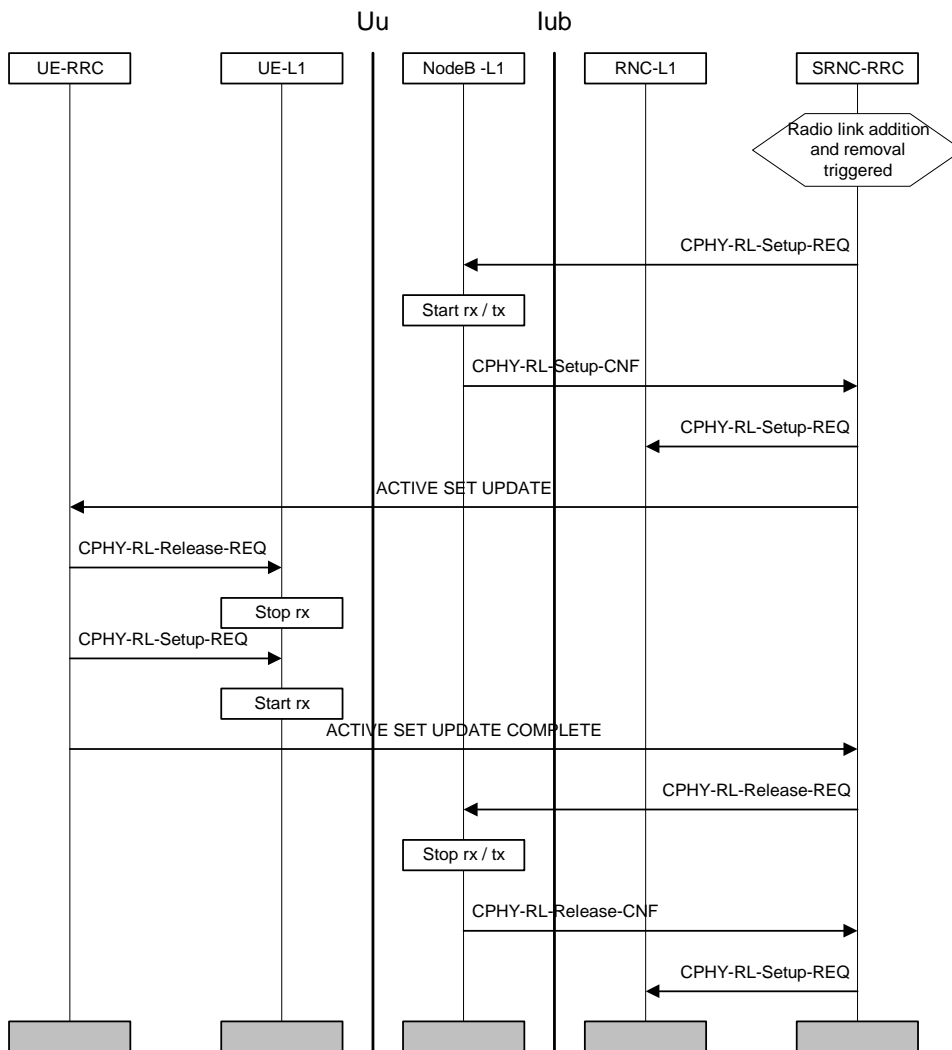 Uu
Iub
UE-RRC
UE-L1
NodeB -L1
RNC-L1
SRNC-RRC
Radio link addition
and removal
triggered
CPHY-RL-Setup-REQ
Start rx / tx
CPHY-RL-Setup-CNF
CPHY-RL-Setup-REQ
ACTIVE SET UPDATE
CPHY-RL-Release-REQ
Stop rx
CPHY-RL-Setup-REQ
Start rx
ACTIVE SET UPDATE COMPLETE
CPHY-RL-Release-REQ
Stop rx / tx
CPHY-RL-Release-CNF
CPHY-RL-Setup-REQ